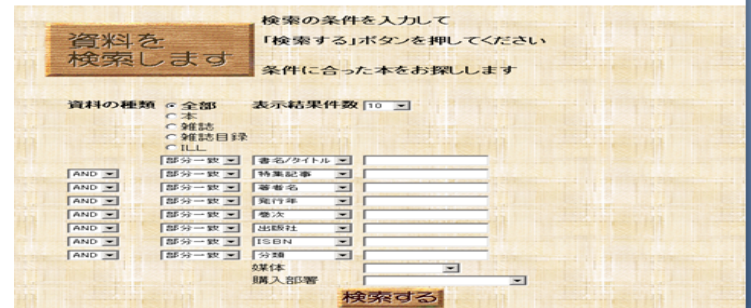 資料を
検索します
検索の条件を入力して
「検索する」ボタンを押してください
条件に合った本をお探しします
資料の種類 全部 表示結果件数 10
本
雑誌
雑誌目録
ILL
部分一致 書名/タイトル
AND 部分一致 特集記事
AND 部分一致 著者名
AND 部分一致 発行年
AND 部分一致 巻次
AND 部分一致 出版社
AND 部分一致 ISBN
AND 部分一致 分類
媒体
購入部署
検索する